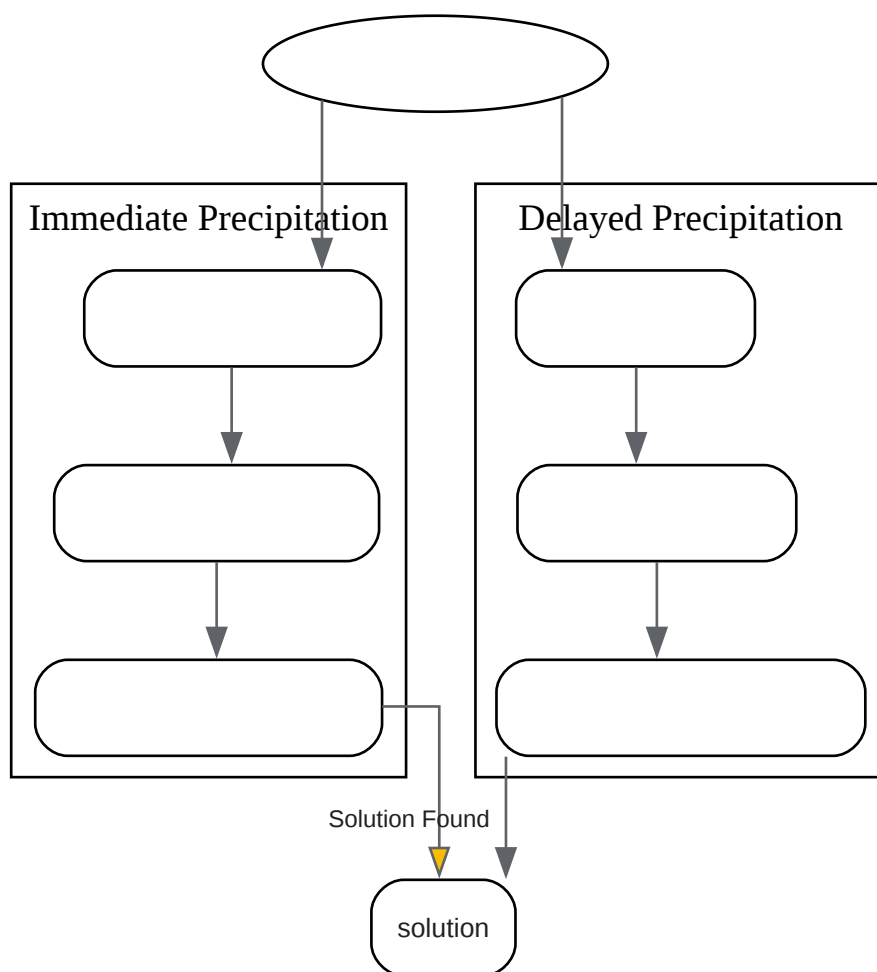 Immediate Precipitation
Delayed Precipitation
Solution Found
solution